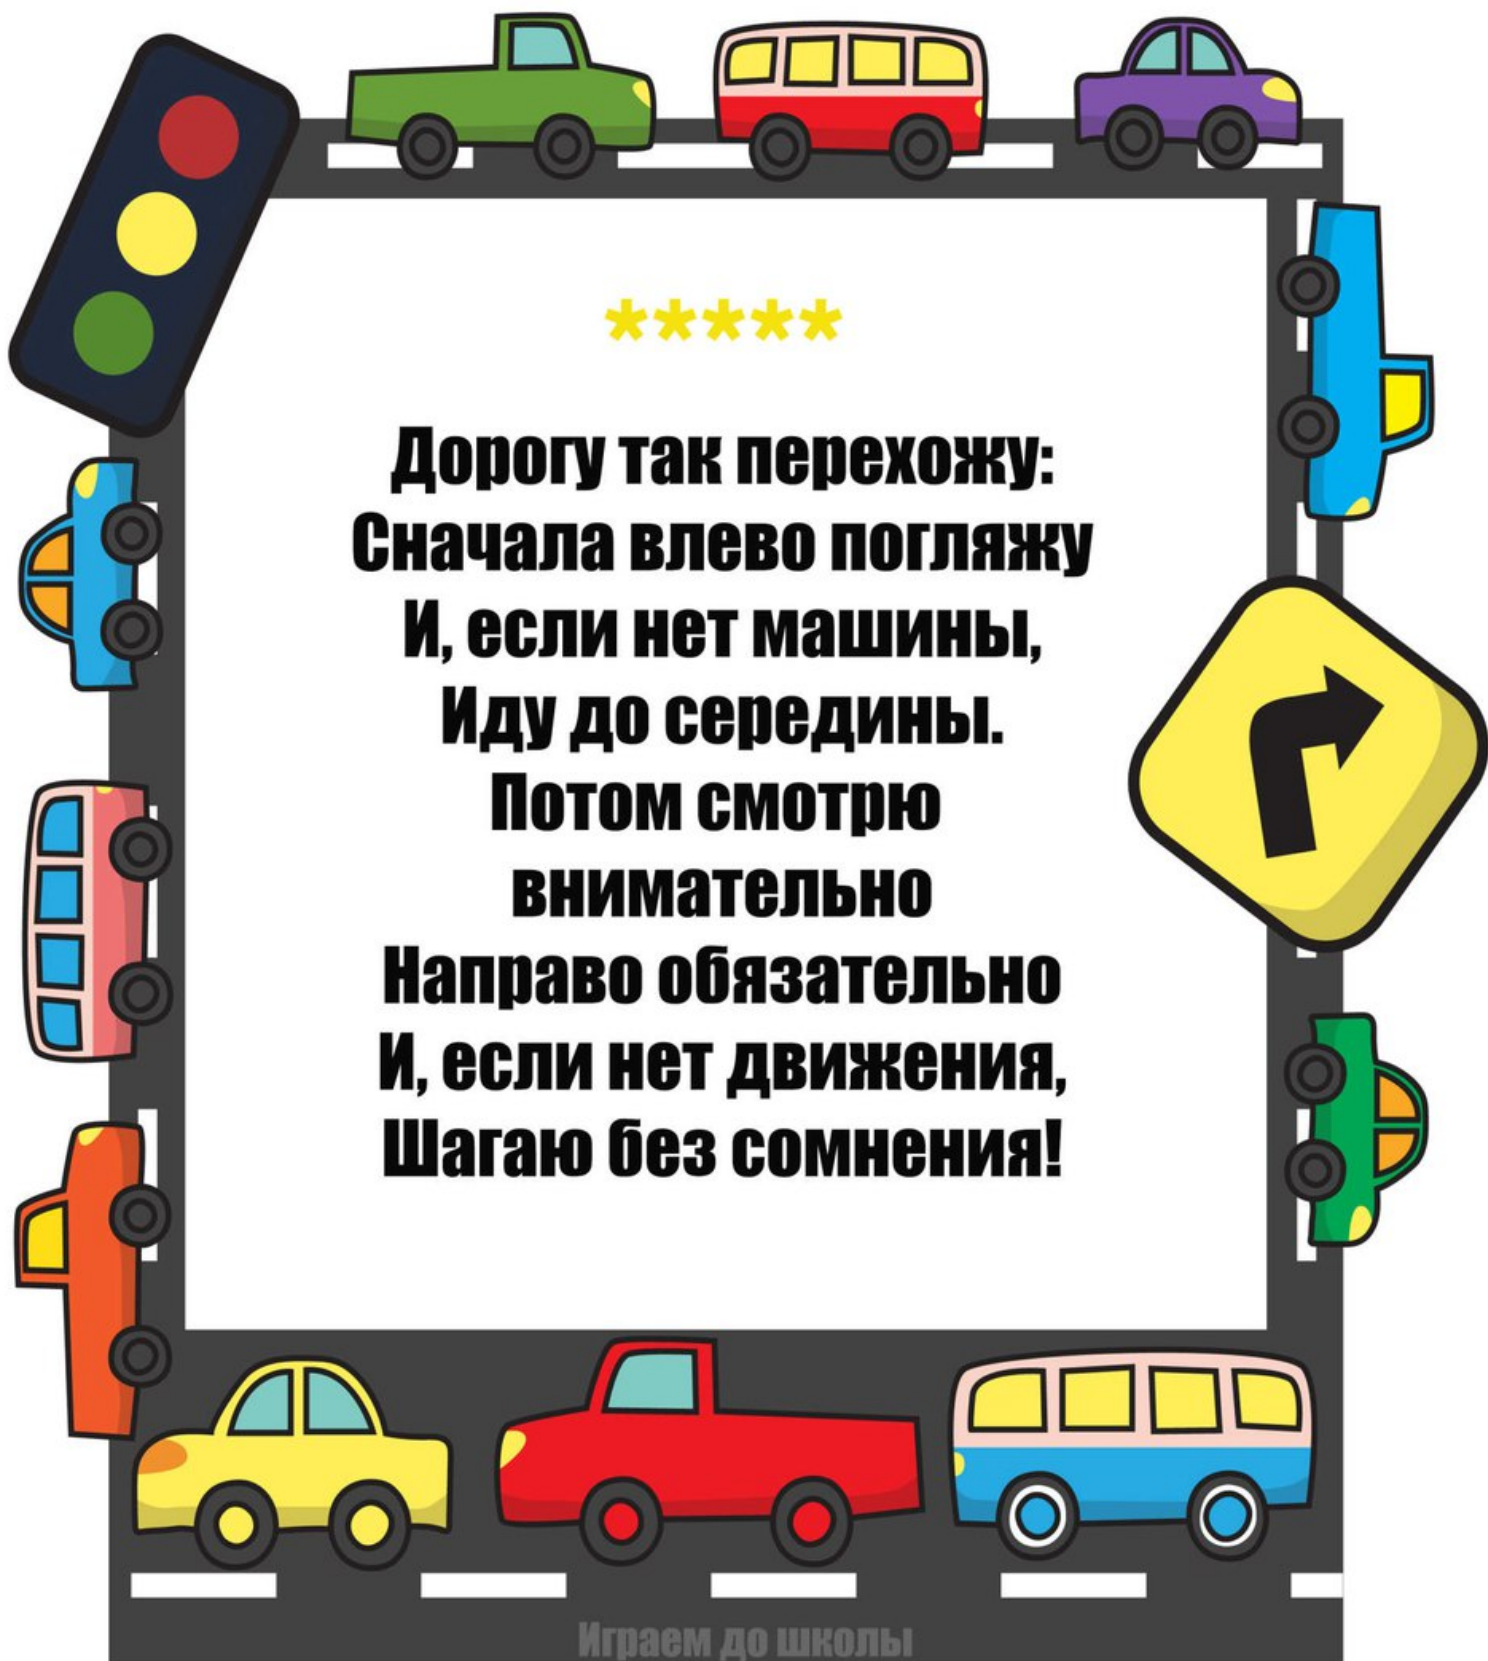 *****
Дорогу так перехожу:
Сначала влево погляжу
И, если нет машины,
Иду до середины.
Потом смотрю
внимательно
Направо обязательно
И, если нет движения,
Шагаю без сомнения!
Играем до школы